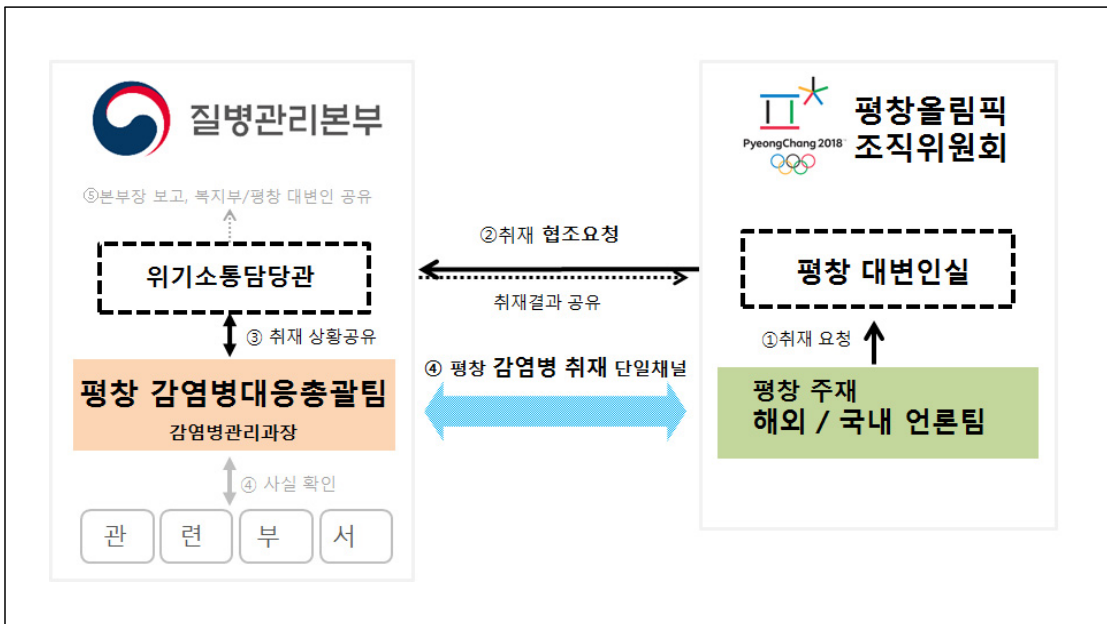 질병관리본부
⑤본부장 보고, 복지부/평창 대변인 공유
위기소통담당관
③ 취재 상황공유
평창 감염병대응총괄팀
감염병관리과장
④ 사실 확인
관 련 부 서
②취재 협조요청
취재결과 공유
④ 평창 감염병 취재 단일채널
PyeongChang 2018™
평창올림픽
조직위원회
평창 대변인실
①취재 요청
평창 주재
해외 / 국내 언론팀